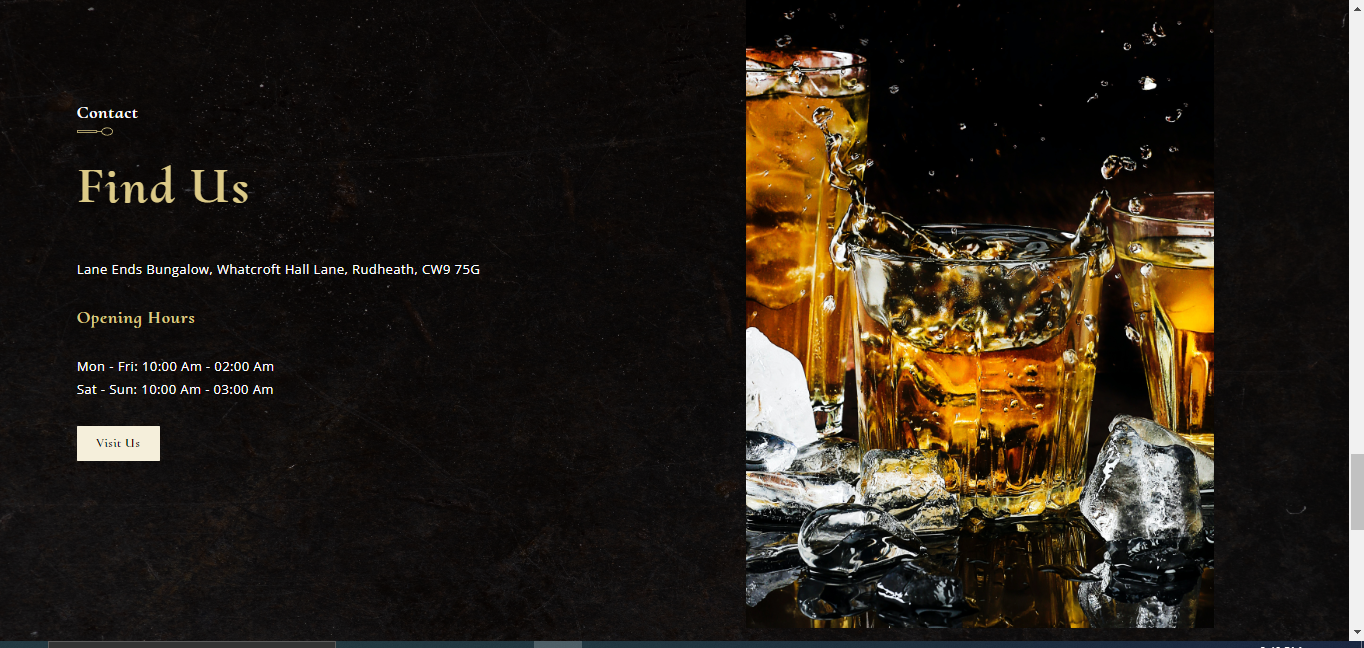 Contact
Find Us
Lane Ends Bungalow, Whatcroft Hall Lane, Rudheath, CW9 75G
Opening Hours
Mon - Fri: 10:00 Am - 02:00 Am
Sat - Sun: 10:00 Am - 03:00 Am
Visit Us